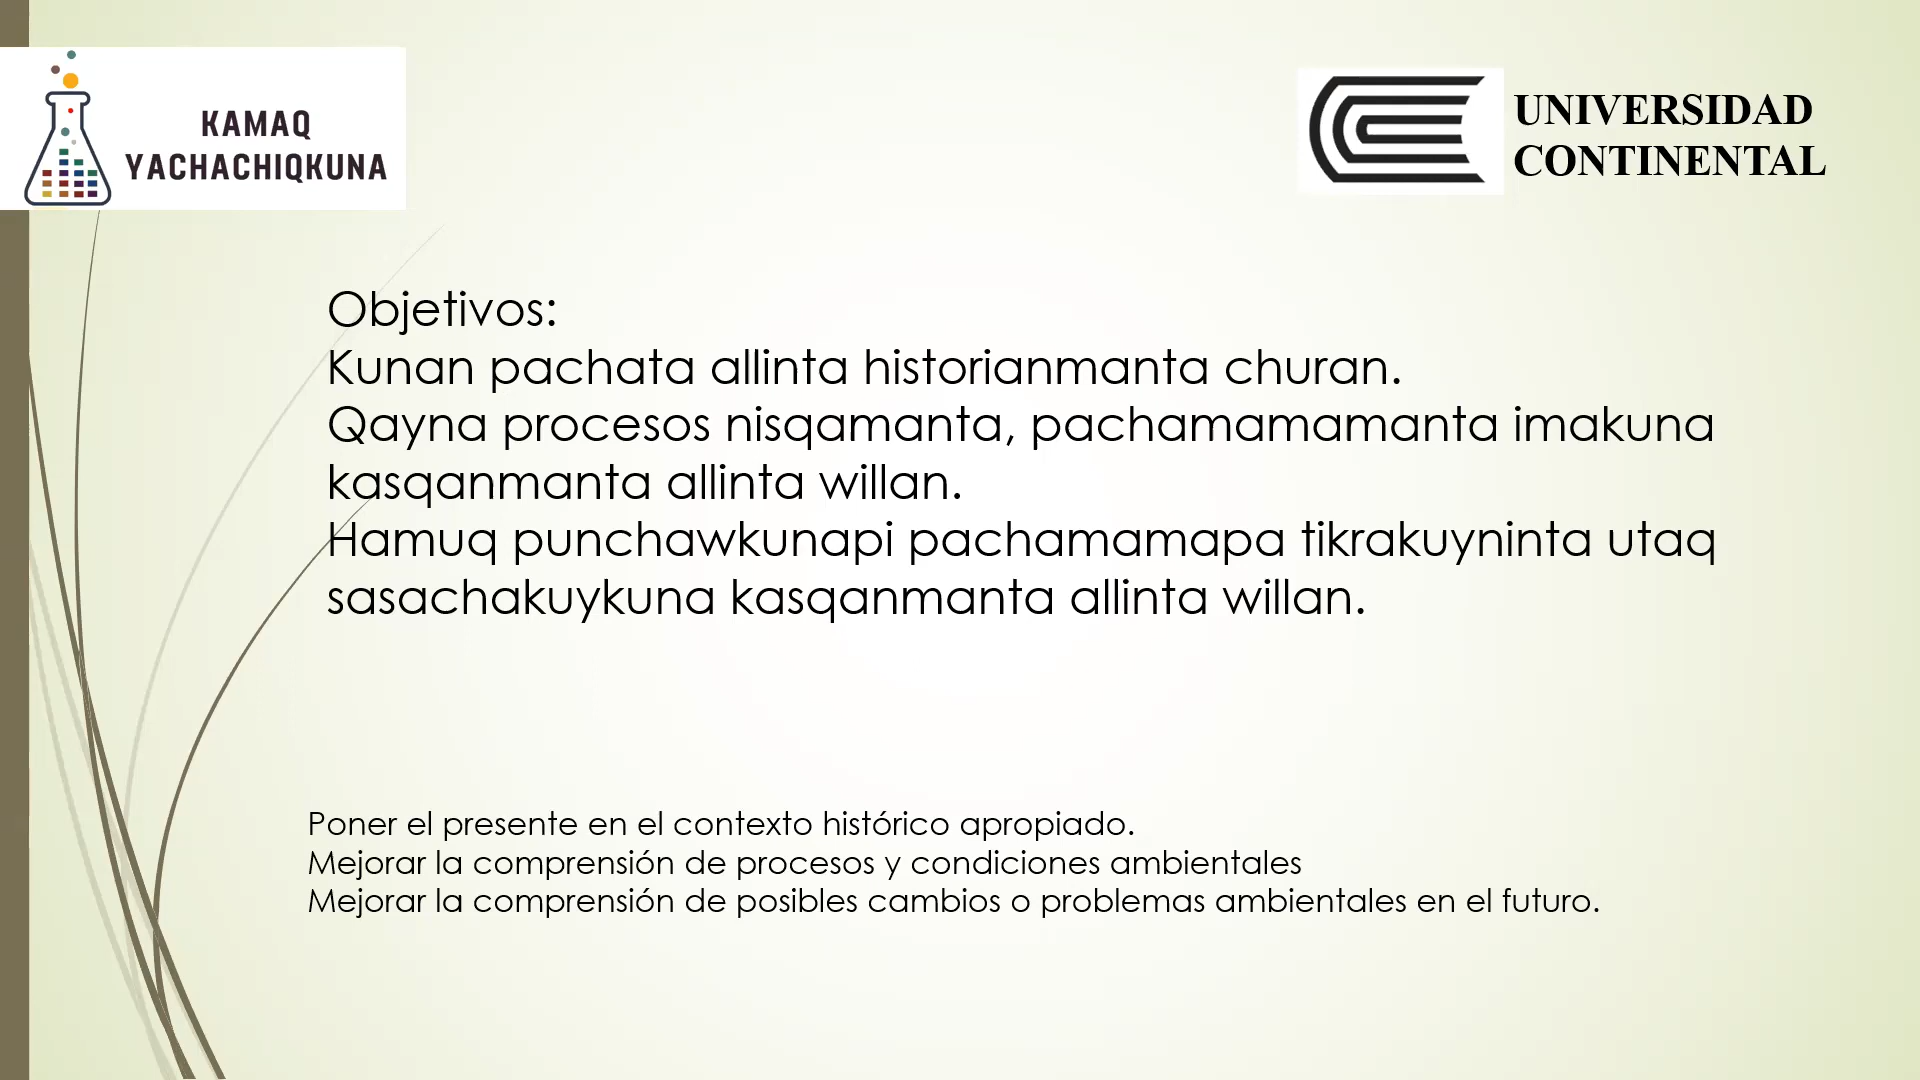 KAMAQ
YACHACHIQKUNA
UNIVERSIDAD
CONTINENTAL
Objetivos:
Kunan pachata allinta historianmanta churan.
Qayna procesos nisqamanta, pachamamamanta imakuna
kasqanmanta allinta willan.
Hamuq punchawkunapi pachamamapa tikrakuyninta utaq
sasachakuykuna kasqanmanta allinta willan.
Poner el presente en el contexto histórico apropiado.
Mejorar la comprensión de procesos y condiciones ambientales
Mejorar la comprensión de posibles cambios o problemas ambientales en el futuro.